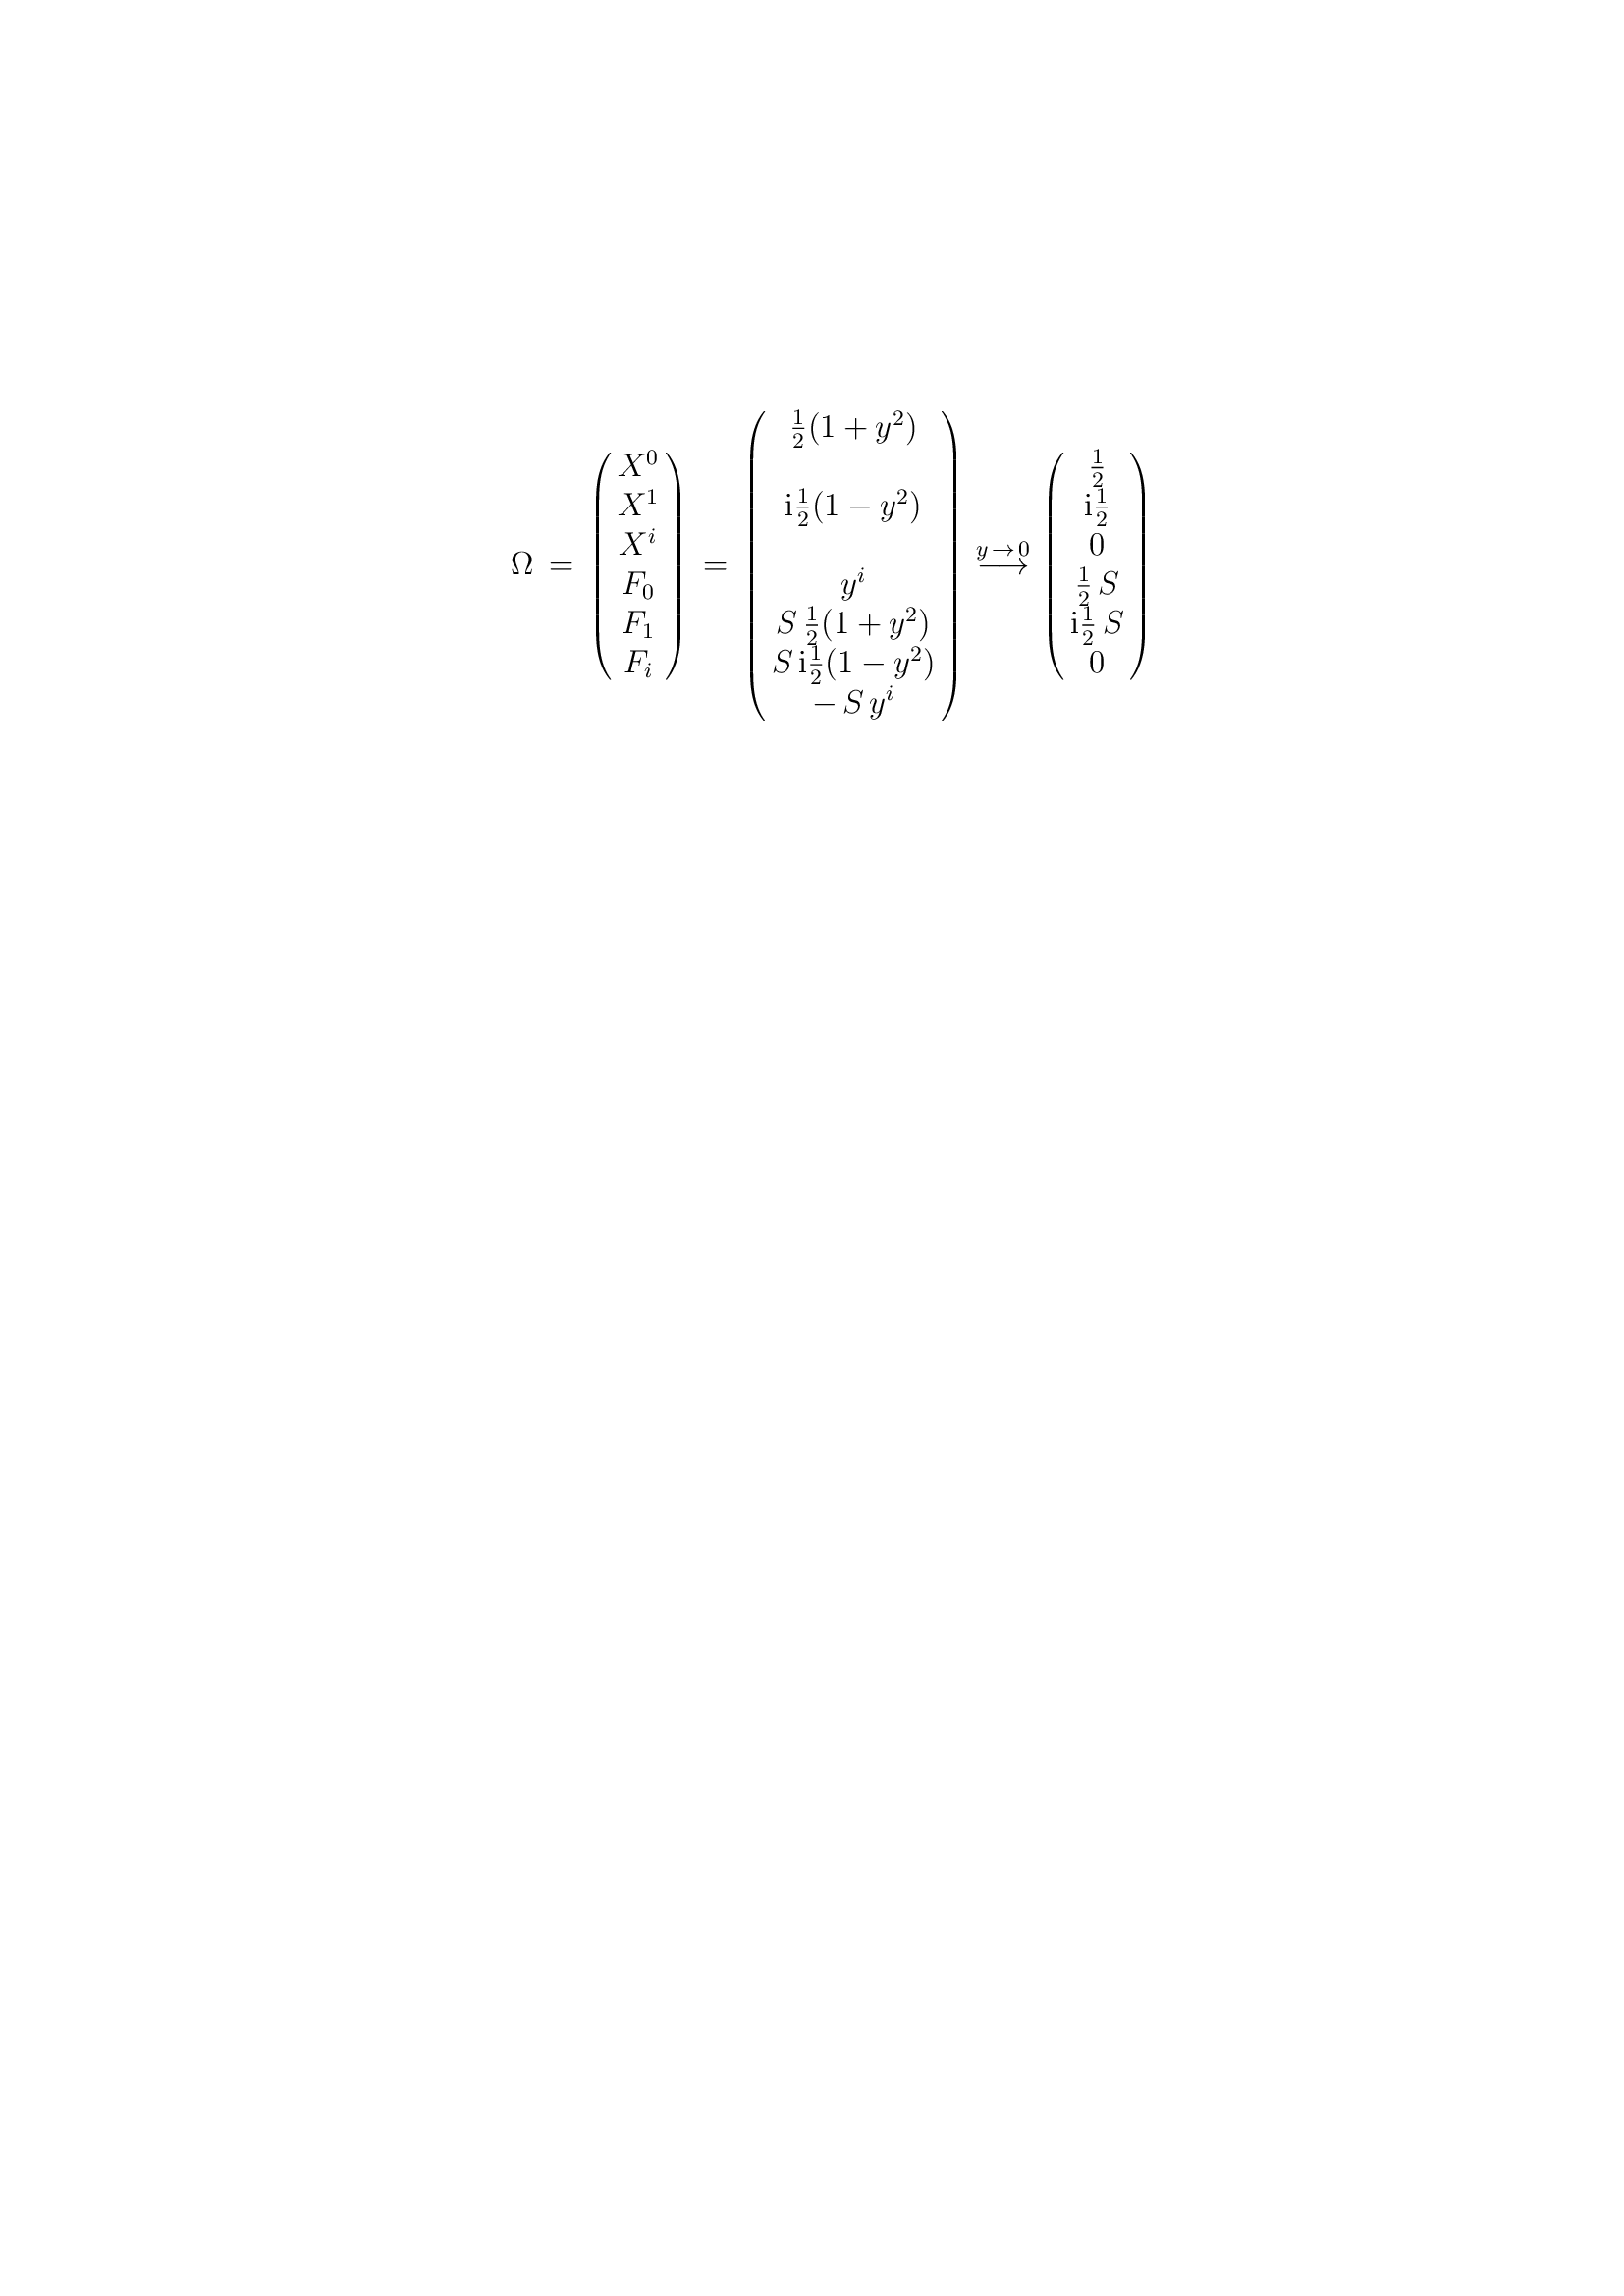 \Omega \, = \, \begin{pmatrix} X^0 \\ X^1 \\ X^i \\ F_0 \\ F_1 \\ F_i \end{pmatrix} \, = \, \begin{pmatrix} \frac{1}{2}(1+y^2) \\ \\ \mathrm{i}\frac{1}{2}(1-y^2) \\ \\ y^i \\ S\,\frac{1}{2}(1+y^2) \\ S\,\mathrm{i}\frac{1}{2}(1-y^2) \\ -\,S\,y^i \end{pmatrix} \, \stackrel{y \to 0}{\longrightarrow} \, \begin{pmatrix} \frac{1}{2} \\ \mathrm{i}\frac{1}{2} \\ 0 \\ \frac{1}{2}\,S \\ \mathrm{i}\frac{1}{2}\,S \\ 0 \end{pmatrix}